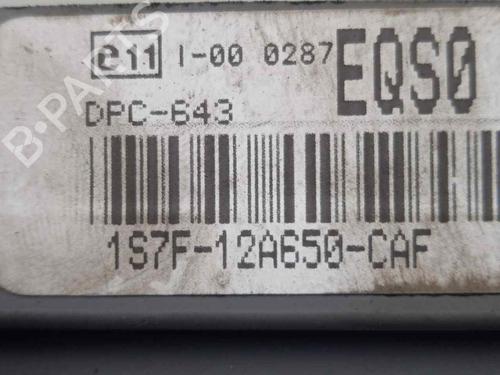 e11 I-00 0287 EQS0
DPC-643
1S7F-12A650-CAF
B-PARTS